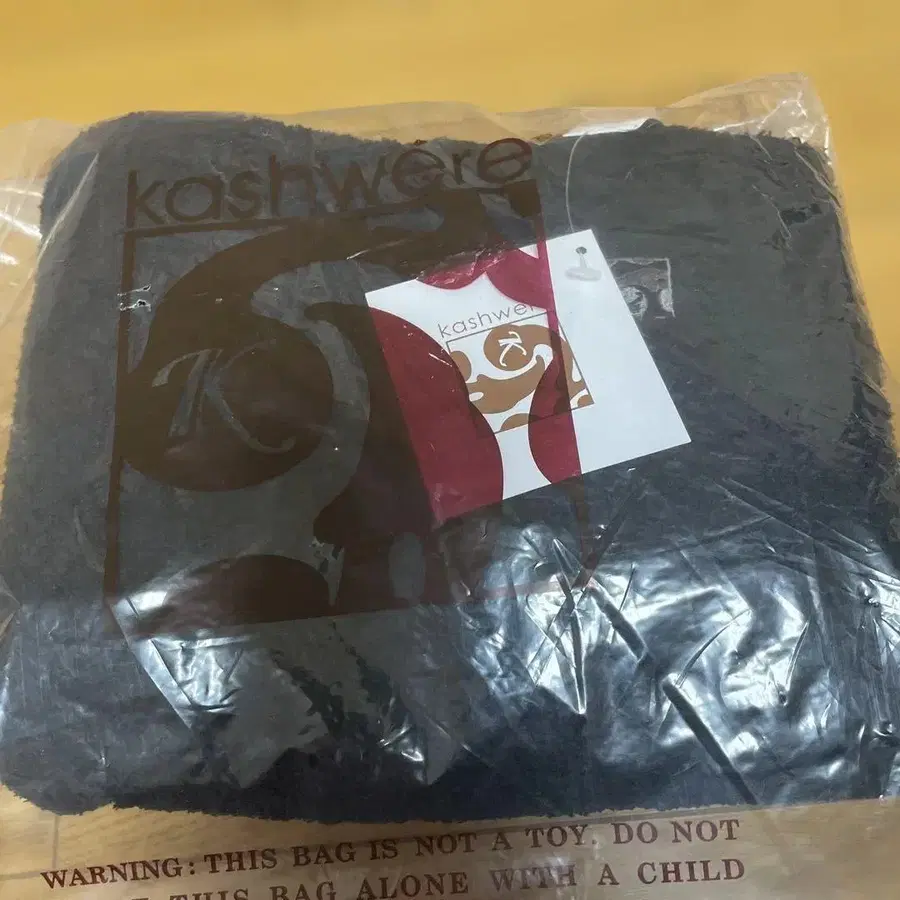 kashwere
K
kashwere
K
WARNING: THIS BAG IS NOT A TOY. DO NOT
THIS BAG ALONE WITH A CHILD